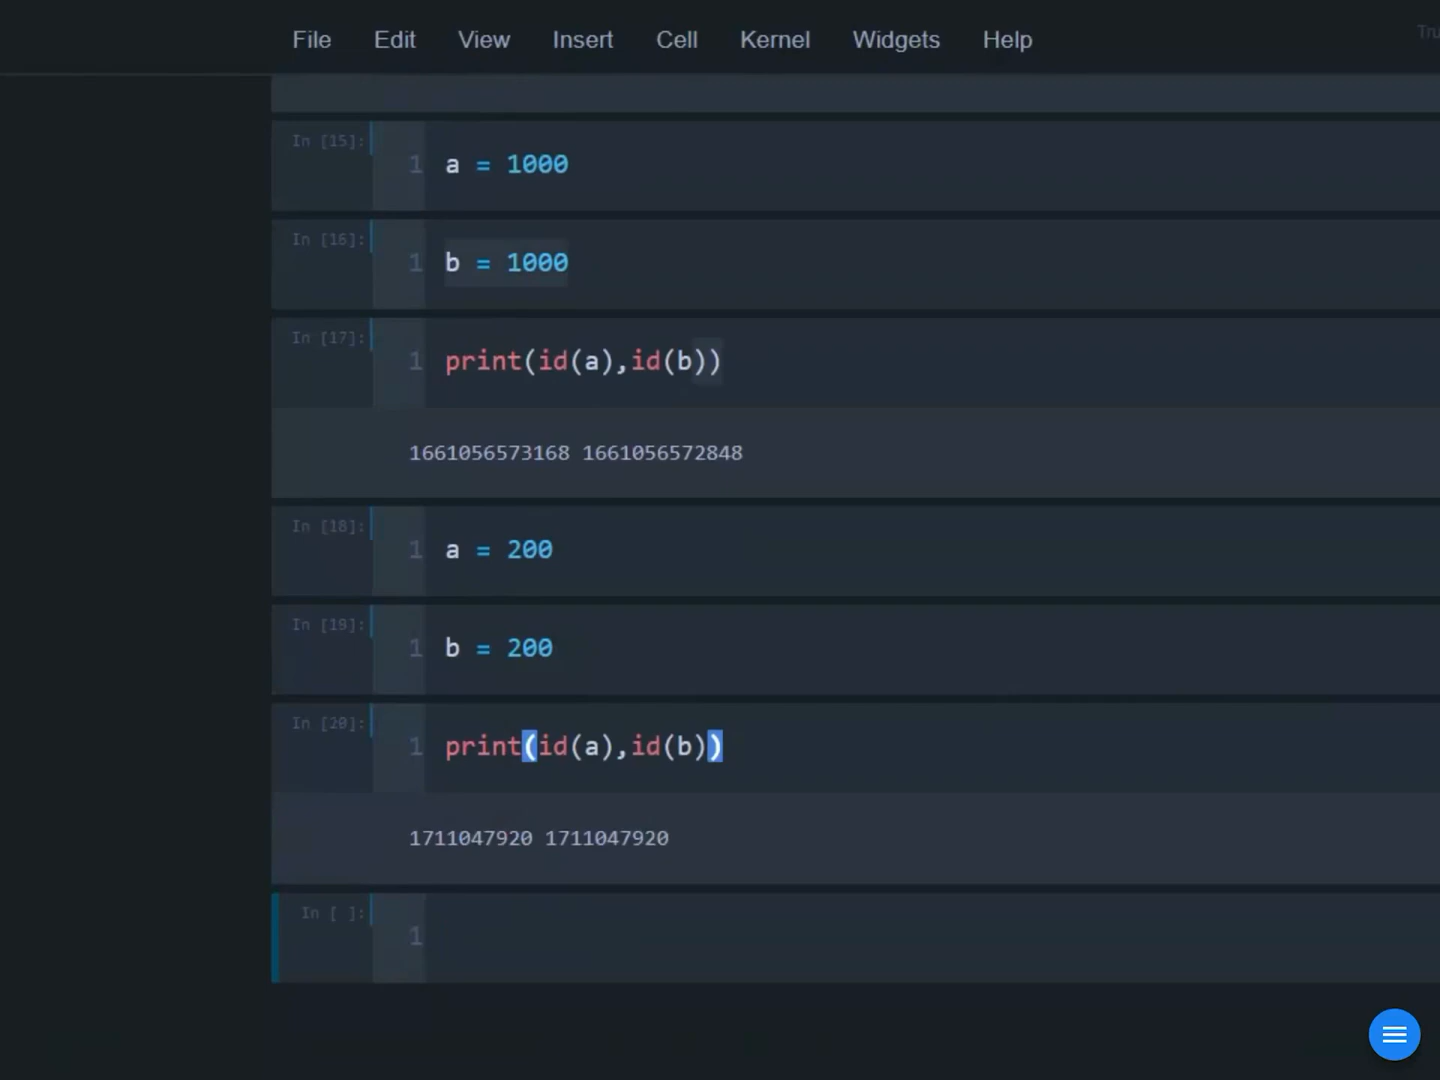 File Edit View Insert Cell Kernel Widgets Help
In [15]:
1 a = 1000
In [16]:
1 b = 1000
In [17]:
1 print(id(a),id(b))
1661056573168 1661056572848
In [18]:
1 a = 200
In [19]:
1 b = 200
In [20]:
1 print(id(a),id(b))
1711047920 1711047920
In [ ]:
1